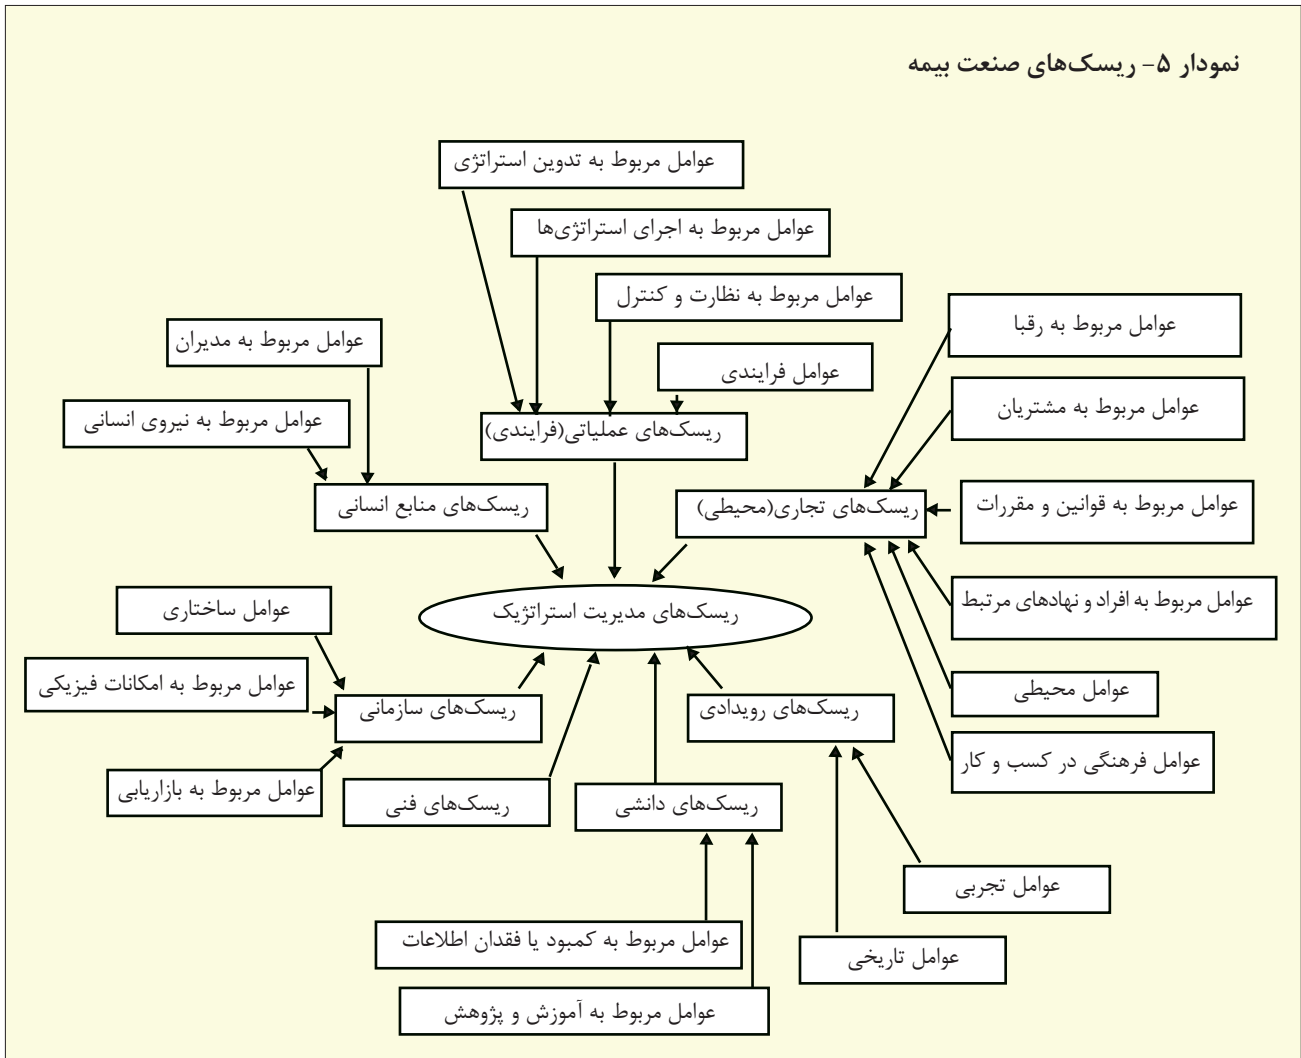 نمودار ۵- ریسک‌های صنعت بیمه
عوامل مربوط به تدوین استراتژی
عوامل مربوط به اجرای استراتژی‌ها
عوامل مربوط به نظارت و کنترل
عوامل فرایندی
عوامل مربوط به رقبا
عوامل مربوط به مدیران
عوامل مربوط به مشتریان
عوامل مربوط به نیروی انسانی
ریسک‌های عملیاتی(فرایندی)
عوامل مربوط به قوانین و مقررات
ریسک‌های تجاری(محیطی)
ریسک‌های منابع انسانی
عوامل مربوط به افراد و نهادهای مرتبط
ریسک‌های مدیریت استراتژیک
عوامل ساختاری
عوامل محیطی
عوامل مربوط به امکانات فیزیکی
ریسک‌های رویدادی
ریسک‌های سازمانی
عوامل فرهنگی در کسب و کار
عوامل مربوط به بازاریابی
ریسک‌های فنی
ریسک‌های دانشی
عوامل تجربی
عوامل مربوط به کمبود یا فقدان اطلاعات
عوامل تاریخی
عوامل مربوط به آموزش و پژوهش